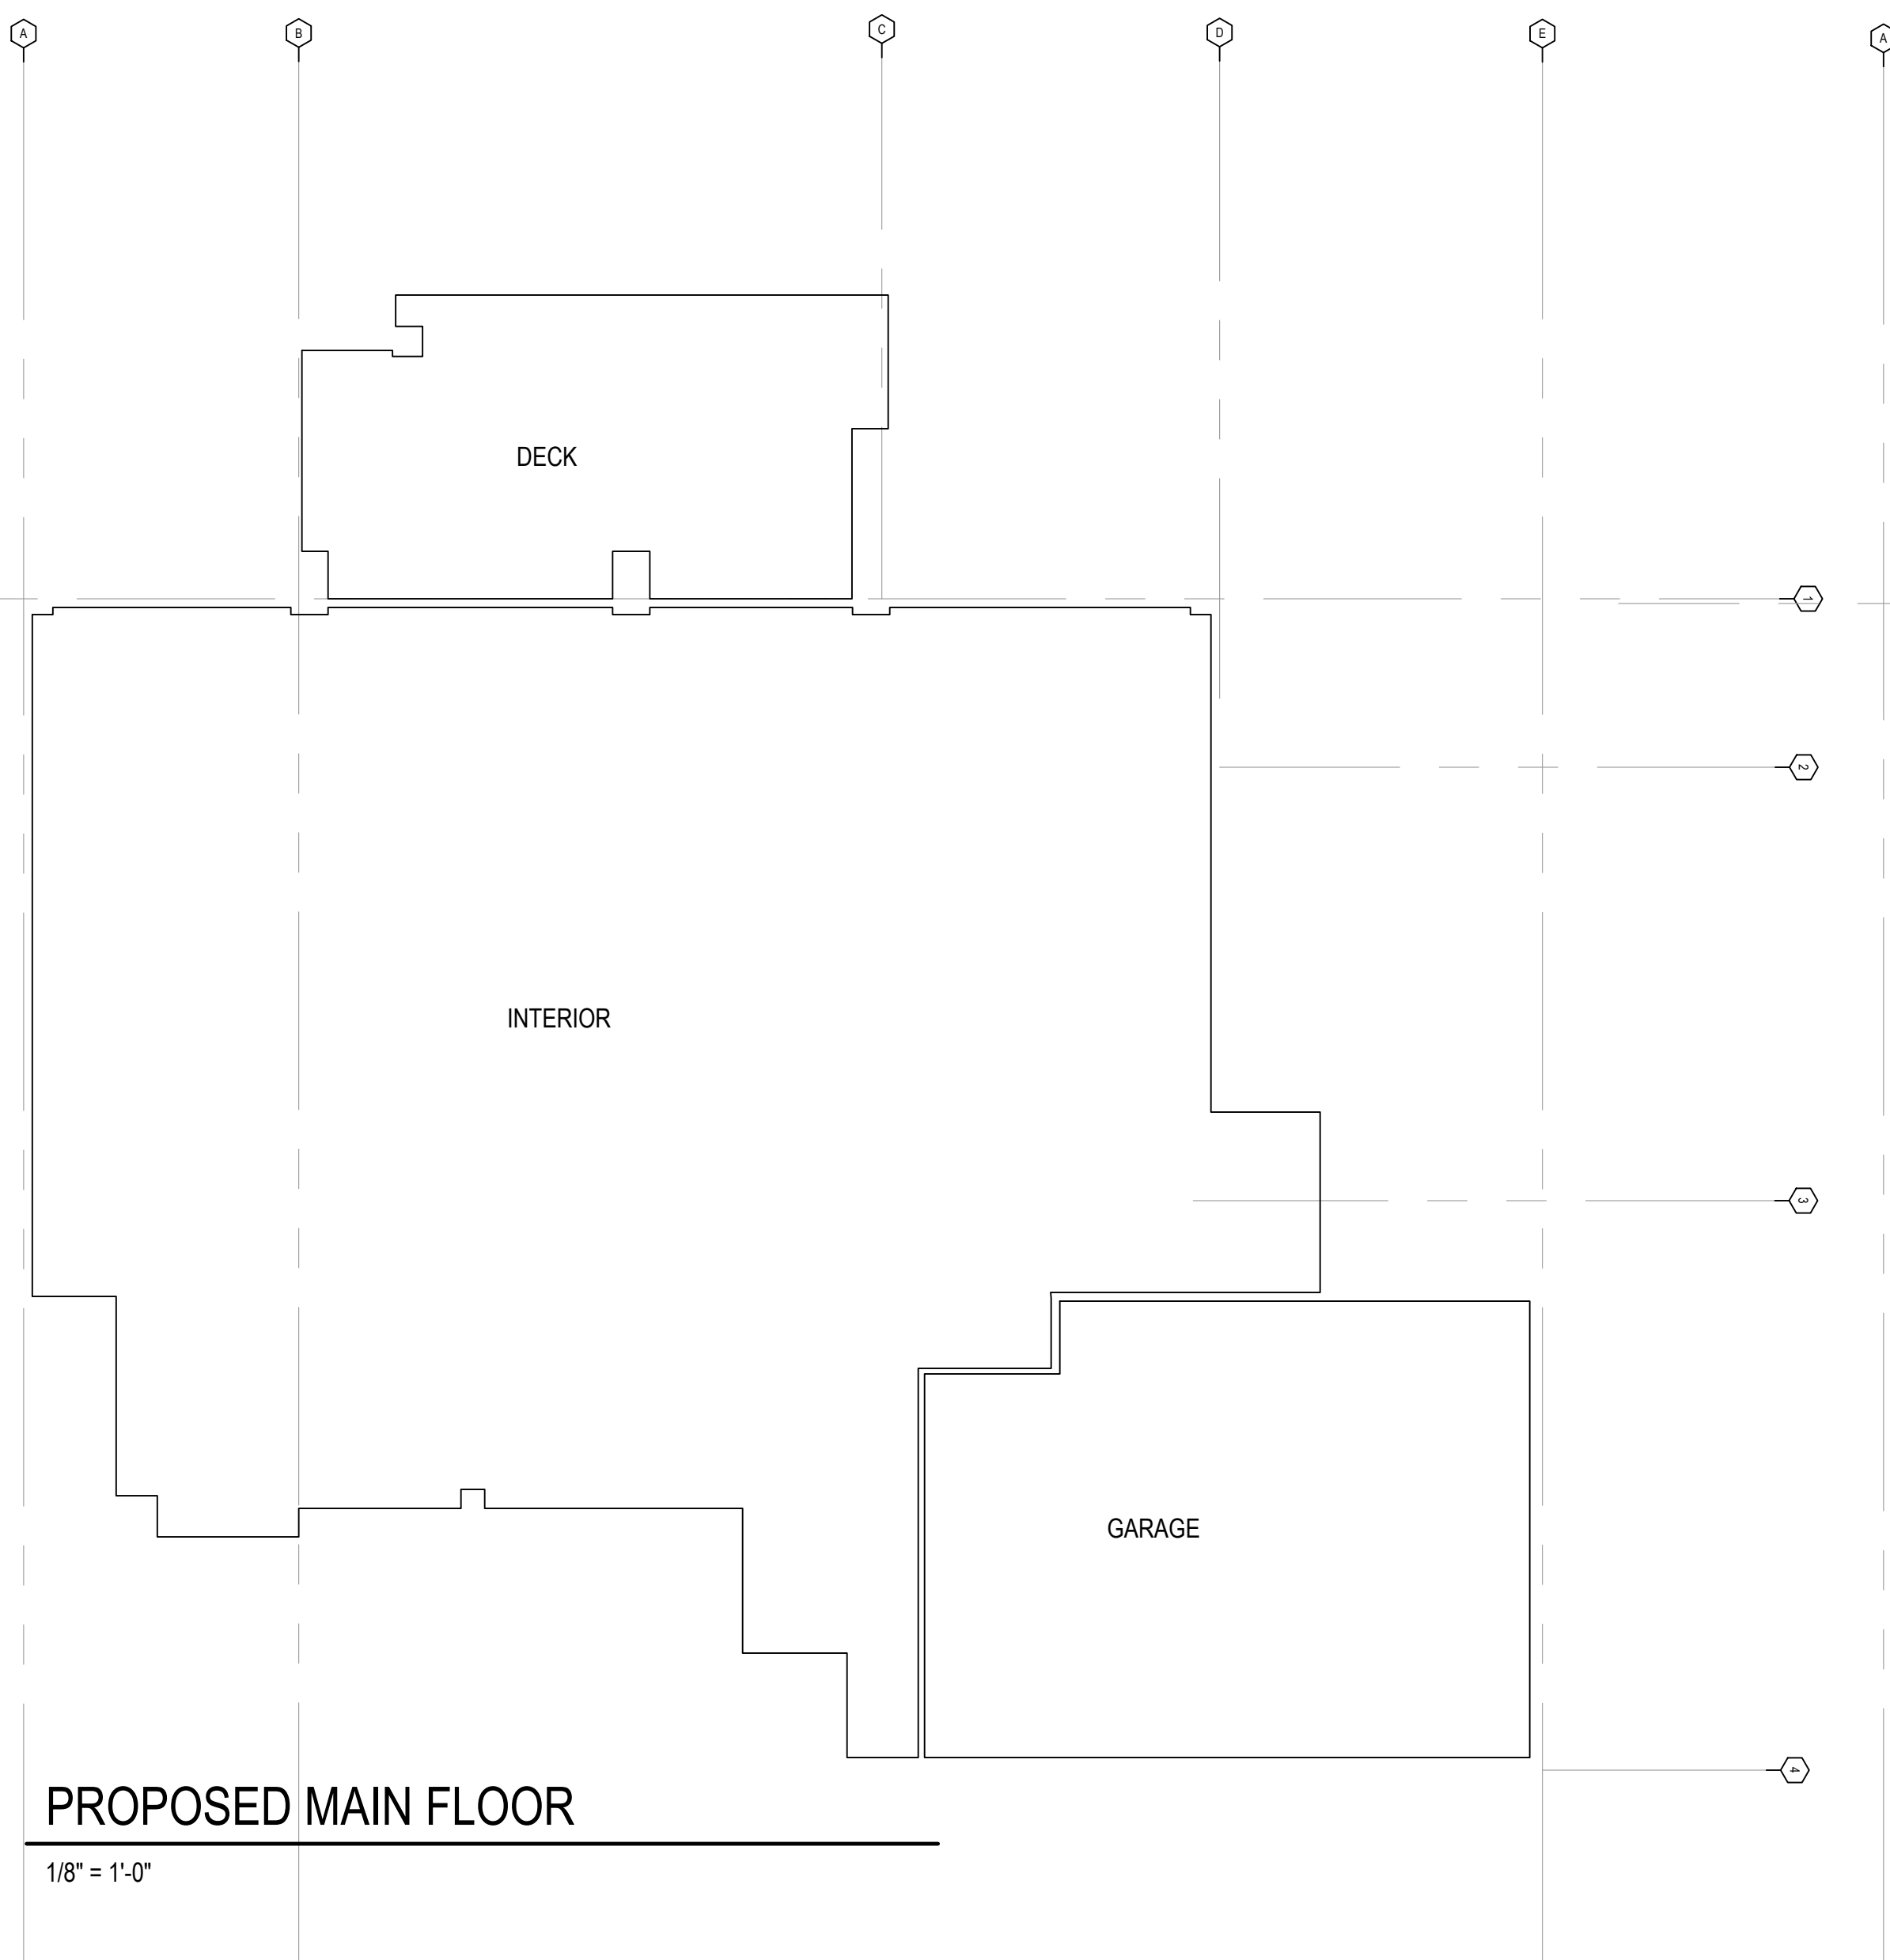 A
B
C
D
E
A
DECK
1
2
INTERIOR
3
GARAGE
4
PROPOSED MAIN FLOOR
1/8" = 1'-0"